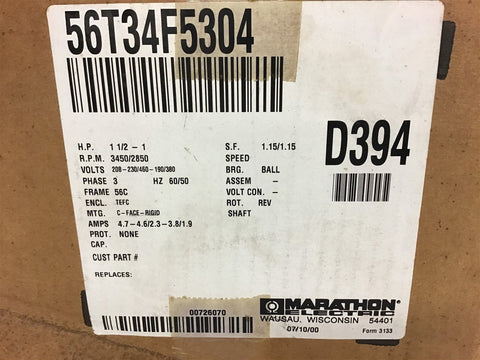 56T34F5304
H.P. 1 1/2 - 1 S.F. 1.15/1.15
D394
R.P.M. 3450/2850 SPEED
VOLTS 208-230/460-190/380 BRG. BALL
PHASE 3 HZ 60/50 ASSEM -
FRAME 56C VOLT CON. -
ENCL. TEFC ROT. REV
MTG. C-FACE-RIGID SHAFT
AMPS 4.7-4.6/2.3-3.8/1.9
PROT. NONE
CAP.
CUST PART #
REPLACES:
00726070
MARATHON
ELECTRIC
WAUSAU, WISCONSIN 54401
07/10/00 Form 3133